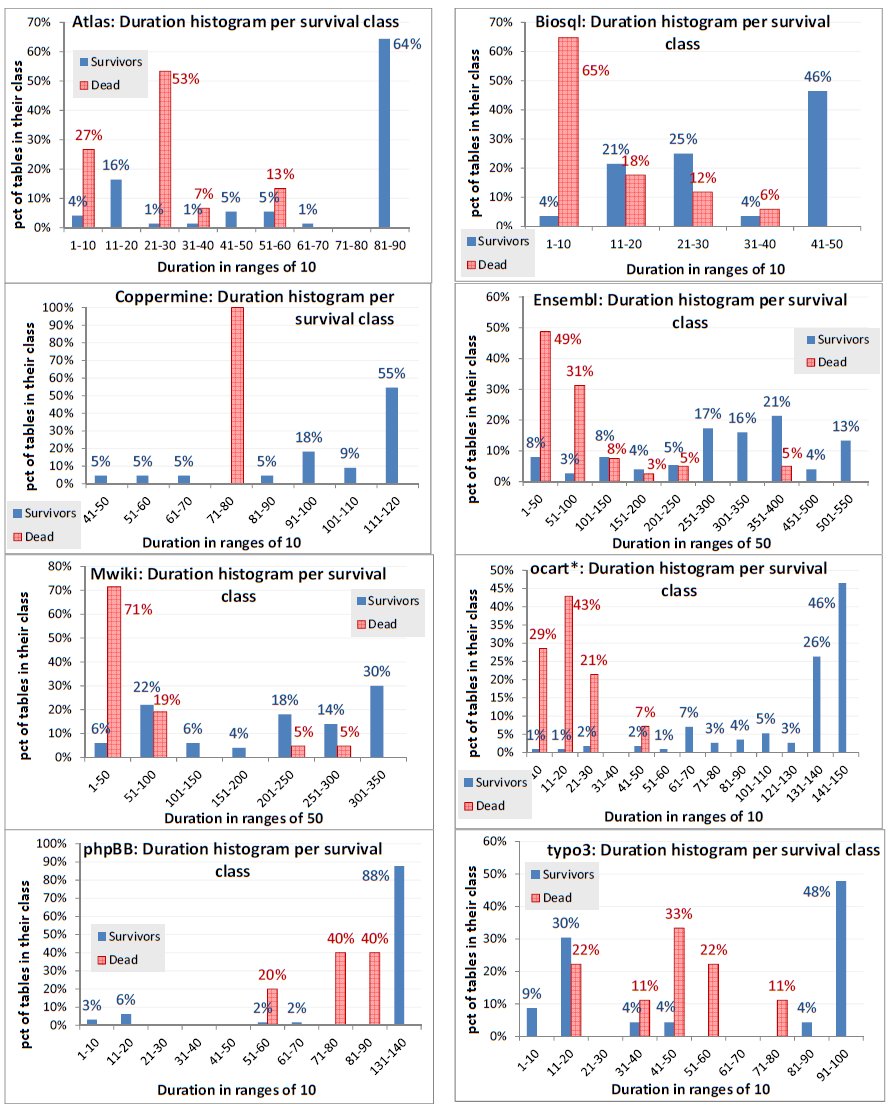 Atlas: Duration histogram per survival class
pct of tables in their class
70%
60%
50%
40%
30%
20%
10%
0%
Survivors
Dead
4% 27% 16% 1% 53% 1% 7% 5% 5% 13% 1% 64%
1-10 11-20 21-30 31-40 41-50 51-60 61-70 71-80 81-90
Duration in ranges of 10
Biosql: Duration histogram per survival
class
pct of tables in their class
70%
60%
50%
40%
30%
20%
10%
0%
4% 65% 21% 18% 25% 12% 4% 6% 46%
Survivors
Dead
1-10 11-20 21-30 31-40 41-50
Duration in ranges of 10
Coppermine: Duration histogram per
survival class
pct of tables in their class
100%
90%
80%
70%
60%
50%
40%
30%
20%
10%
0%
5% 5% 5% 5% 18% 9% 55%
41-50 51-60 61-70 71-80 81-90 91-100 101-110 111-120
Survivors
Dead
Duration in ranges of 10
Ensembl: Duration histogram per survival
class
pct of tables in their class
60%
50%
40%
30%
20%
10%
0%
Survivors
Dead
8% 49% 3% 31% 8% 8% 4% 3% 5% 5% 17% 16% 21% 5% 4% 13%
1-50 51-100 101-150 151-200 201-250 251-300 301-350 351-400 451-500 501-550
Duration in ranges of 50
Mwiki: Duration histogram per survival
class
pct of tables in their class
80%
70%
60%
50%
40%
30%
20%
10%
0%
Survivors
Dead
6% 71% 22% 19% 6% 4% 18% 5% 14% 5% 30%
1-50 51-100 101-150 151-200 201-250 251-300 301-350
Duration in ranges of 50
ocart*: Duration histogram per survival
class
pct of tables in their class
50%
45%
40%
35%
30%
25%
20%
15%
10%
5%
0%
1% 29% 1% 43% 2% 21% 2% 7% 1% 7% 3% 4% 5% 3% 26% 46%
11-20 21-30 31-40 41-50 51-60 61-70 71-80 81-90 101-110 121-130 131-140 141-150
Survivors
Dead
Duration in ranges of 10
phpBB: Duration histogram per survival
class
pct of tables in their class
100%
90%
80%
70%
60%
50%
40%
30%
20%
10%
0%
Survivors
Dead
3% 6% 2% 20% 2% 40% 40% 88%
1-10 11-20 21-30 31-40 41-50 51-60 61-70 71-80 81-90 131-140
Duration in ranges of 10
typo3: Duration histogram per survival class
pct of tables in their class
60%
50%
40%
30%
20%
10%
0%
Survivors
Dead
9% 30% 22% 4% 11% 4% 33% 22% 11% 4% 48%
1-10 11-20 21-30 31-40 41-50 51-60 61-70 71-80 81-90 91-100
Duration in ranges of 10